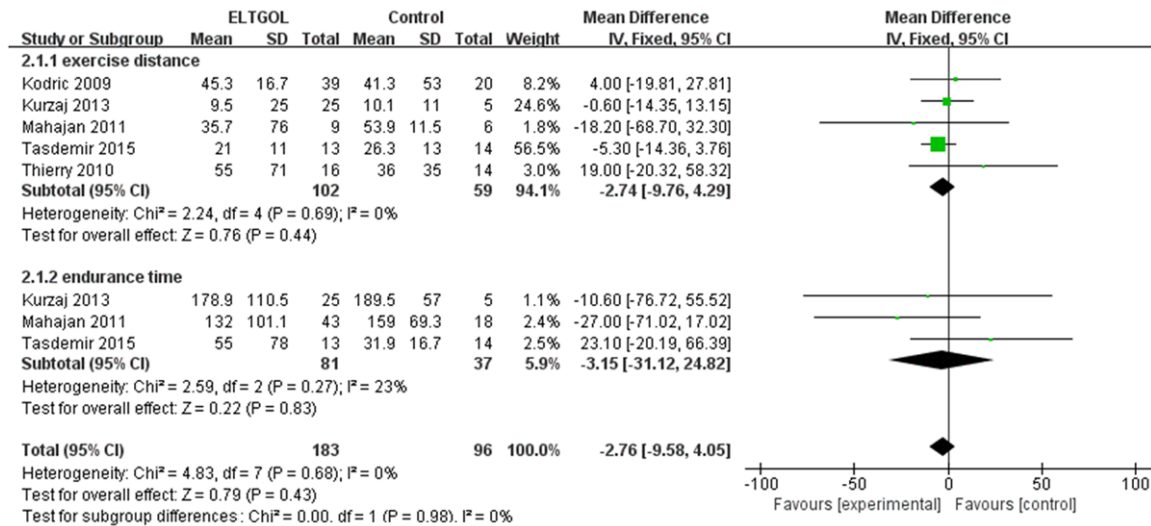 ELTGOL Control Mean Difference Mean Difference
Study or Subgroup Mean SD Total Mean SD Total Weight IV, Fixed, 95% CI IV, Fixed, 95% CI
2.1.1 exercise distance
Kodric 2009 45.3 16.7 39 41.3 53 20 8.2% 4.00 [-19.81, 27.81]
Kurzaj 2013 9.5 25 25 10.1 11 5 24.6% -0.60 [-14.35, 13.15]
Mahajan 2011 35.7 76 9 53.9 11.5 6 1.8% -18.20 [-68.70, 32.30]
Tasdemir 2015 21 11 13 26.3 13 14 56.5% -5.30 [-14.36, 3.76]
Thierry 2010 55 71 16 36 35 14 3.0% 19.00 [-20.32, 58.32]
Subtotal (95% CI) 102 59 94.1% -2.74 [-9.76, 4.29]
Heterogeneity: Chi² = 2.24, df = 4 (P = 0.69); I² = 0%
Test for overall effect: Z = 0.76 (P = 0.44)
2.1.2 endurance time
Kurzaj 2013 178.9 110.5 25 189.5 57 5 1.1% -10.60 [-76.72, 55.52]
Mahajan 2011 132 101.1 43 159 69.3 18 2.4% -27.00 [-71.02, 17.02]
Tasdemir 2015 55 78 13 31.9 16.7 14 2.5% 23.10 [-20.19, 66.39]
Subtotal (95% CI) 81 37 5.9% -3.15 [-31.12, 24.82]
Heterogeneity: Chi² = 2.59, df = 2 (P = 0.27); I² = 23%
Test for overall effect: Z = 0.22 (P = 0.83)
Total (95% CI) 183 96 100.0% -2.76 [-9.58, 4.05]
Heterogeneity: Chi² = 4.83, df = 7 (P = 0.68); I² = 0%
Test for overall effect: Z = 0.79 (P = 0.43)
Test for subgroup differences: Chi² = 0.00, df = 1 (P = 0.98), I² = 0%
-100 -50 0 50 100
Favours [experimental] Favours [control]